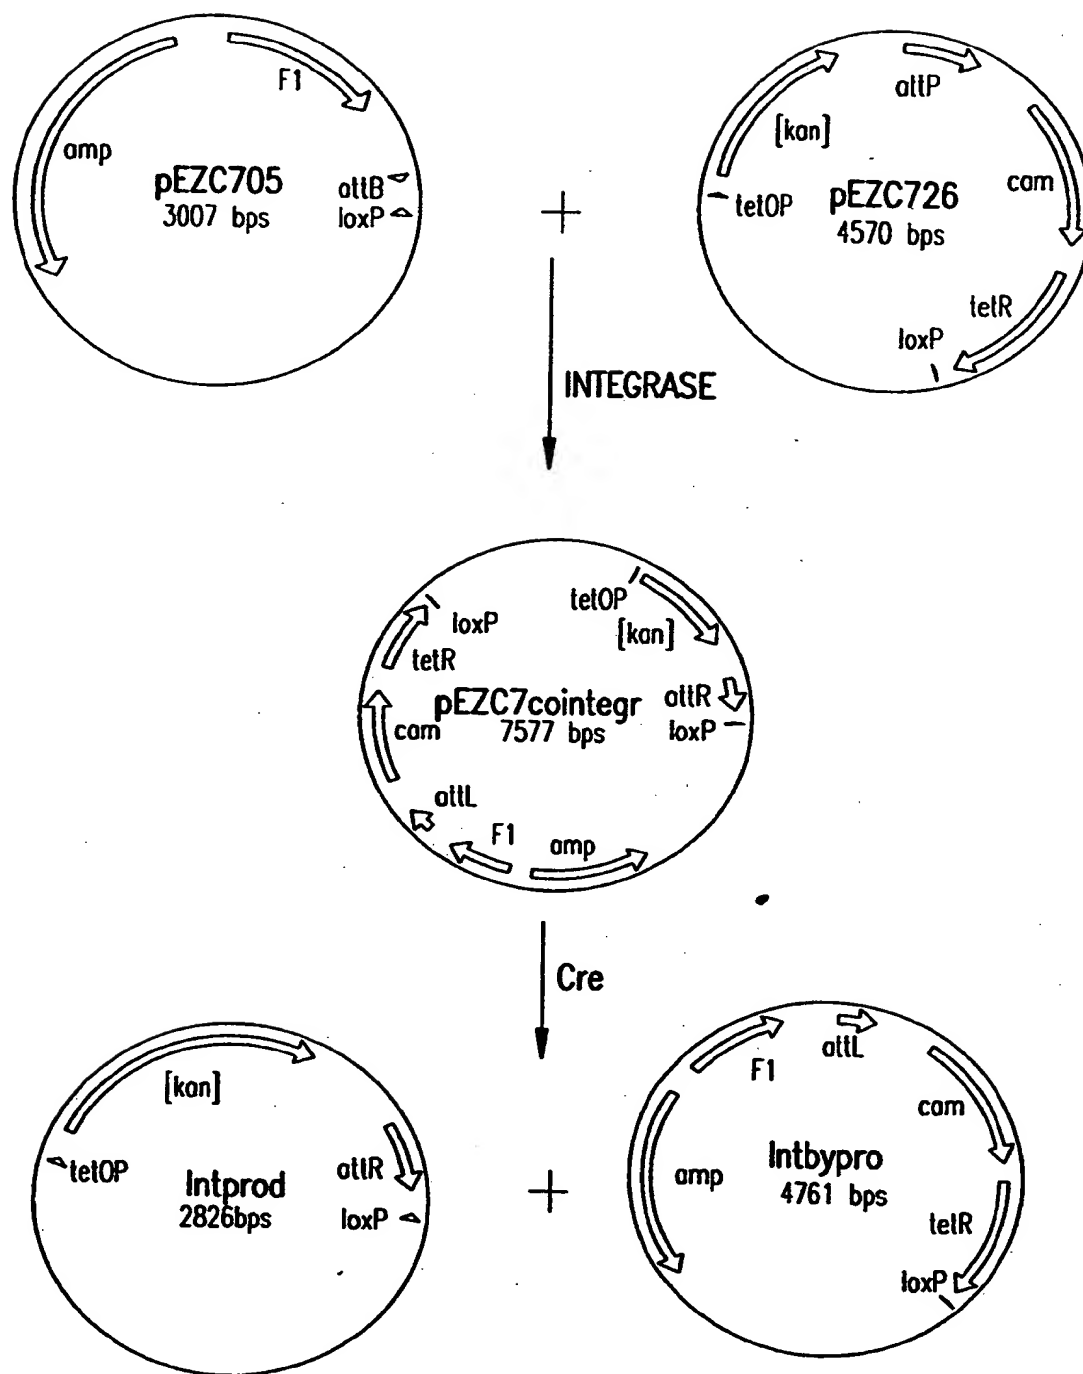 F1
amp
pEZC705
3007 bps
attB
loxP
+
attP
[kan]
cam
tetOP
pEZC726
4570 bps
tetR
loxP
INTEGRASE
tetOP
loxP
[kan]
tetR
pEZC7cointegr
attR
cam
7577 bps
loxP
attL
F1
amp
Cre
[kan]
tetOP
attR
Intprod
2826bps
loxP
+
F1
attL
cam
amp
Intbypro
4761 bps
tetR
loxP